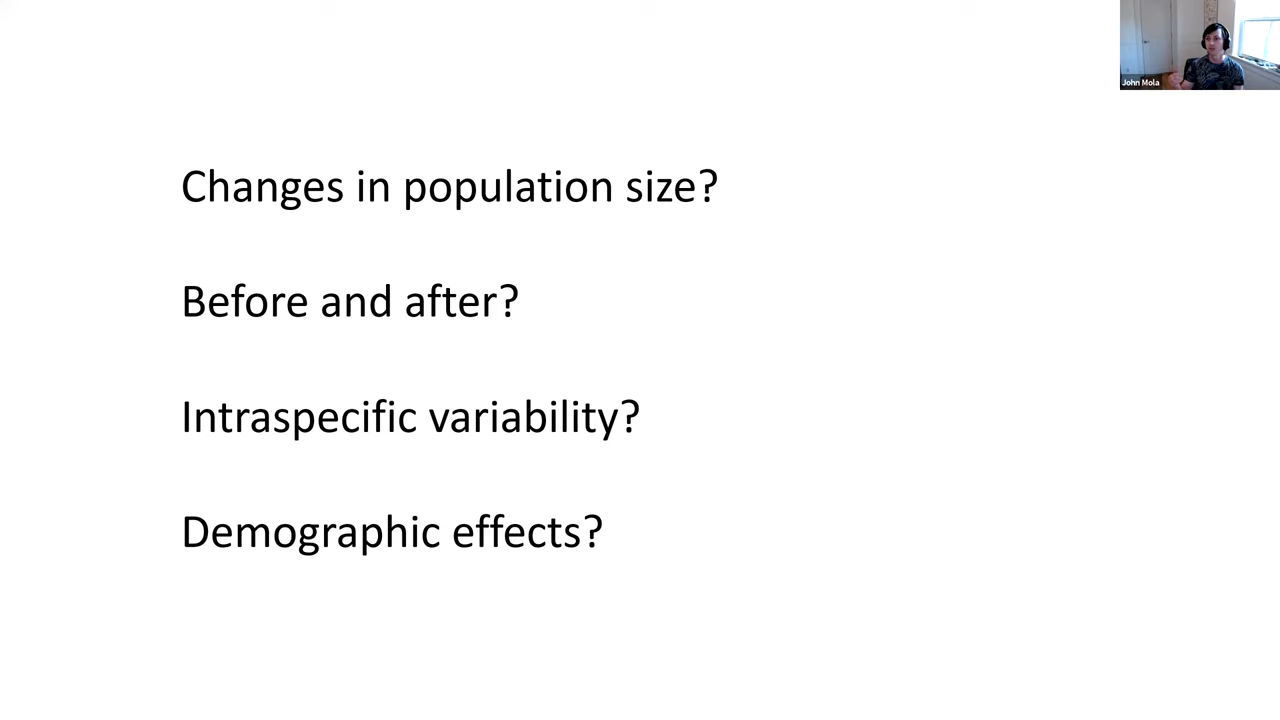 John Mola
Changes in population size?
Before and after?
Intraspecific variability?
Demographic effects?